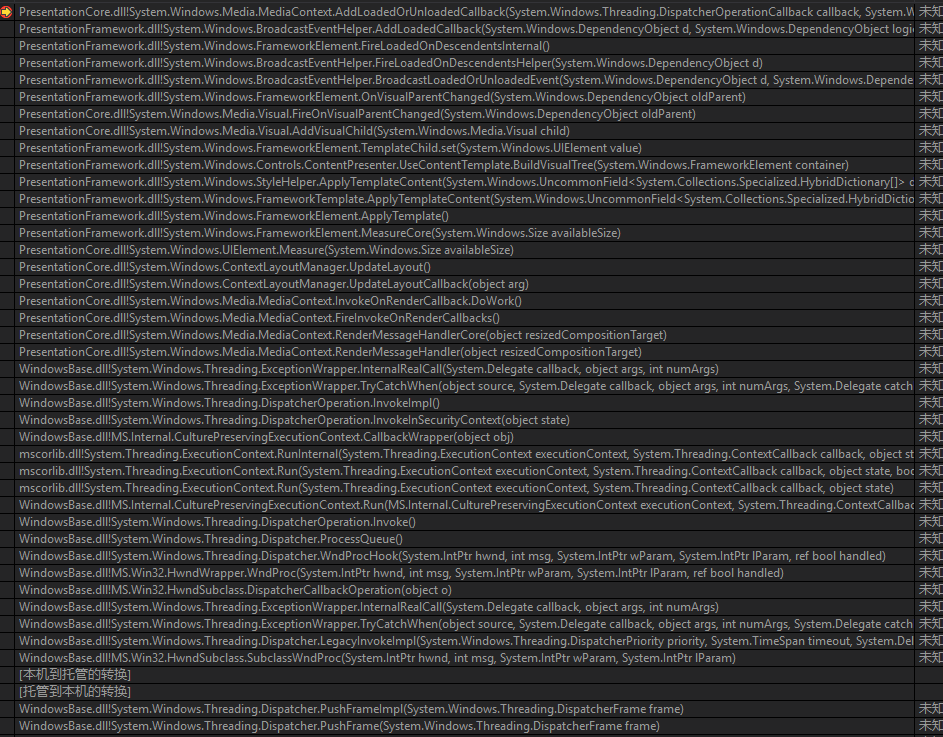 PresentationCore.dll!System.Windows.Media.MediaContext.AddLoadedOrUnloadedCallback(System.Windows.Threading.DispatcherOperationCallback callback, System.W 未知
PresentationFramework.dll!System.Windows.BroadcastEventHelper.AddLoadedCallback(System.Windows.DependencyObject d, System.Windows.DependencyObject logi 未知
PresentationFramework.dll!System.Windows.FrameworkElement.FireLoadedOnDescendentsInternal() 未知
PresentationFramework.dll!System.Windows.BroadcastEventHelper.FireLoadedOnDescendentsHelper(System.Windows.DependencyObject d) 未知
PresentationFramework.dll!System.Windows.BroadcastEventHelper.BroadcastLoadedOrUnloadedEvent(System.Windows.DependencyObject d, System.Windows.Depende 未知
PresentationFramework.dll!System.Windows.FrameworkElement.OnVisualParentChanged(System.Windows.DependencyObject oldParent) 未知
PresentationCore.dll!System.Windows.Media.Visual.FireOnVisualParentChanged(System.Windows.DependencyObject oldParent) 未知
PresentationCore.dll!System.Windows.Media.Visual.AddVisualChild(System.Windows.Media.Visual child) 未知
PresentationFramework.dll!System.Windows.FrameworkElement.TemplateChild.set(System.Windows.UIElement value) 未知
PresentationFramework.dll!System.Windows.Controls.ContentPresenter.UseContentTemplate.BuildVisualTree(System.Windows.FrameworkElement container) 未知
PresentationFramework.dll!System.Windows.StyleHelper.ApplyTemplateContent(System.Windows.UncommonField<System.Collections.Specialized.HybridDictionary[]> c 未知
PresentationFramework.dll!System.Windows.FrameworkTemplate.ApplyTemplateContent(System.Windows.UncommonField<System.Collections.Specialized.HybridDictio 未知
PresentationFramework.dll!System.Windows.FrameworkElement.ApplyTemplate() 未知
PresentationFramework.dll!System.Windows.FrameworkElement.MeasureCore(System.Windows.Size availableSize) 未知
PresentationCore.dll!System.Windows.UIElement.Measure(System.Windows.Size availableSize) 未知
PresentationCore.dll!System.Windows.ContextLayoutManager.UpdateLayout() 未知
PresentationCore.dll!System.Windows.ContextLayoutManager.UpdateLayoutCallback(object arg) 未知
PresentationCore.dll!System.Windows.Media.MediaContext.InvokeOnRenderCallback.DoWork() 未知
PresentationCore.dll!System.Windows.Media.MediaContext.FireInvokeOnRenderCallbacks() 未知
PresentationCore.dll!System.Windows.Media.MediaContext.RenderMessageHandlerCore(object resizedCompositionTarget) 未知
PresentationCore.dll!System.Windows.Media.MediaContext.RenderMessageHandler(object resizedCompositionTarget) 未知
WindowsBase.dll!System.Windows.Threading.ExceptionWrapper.InternalRealCall(System.Delegate callback, object args, int numArgs) 未知
WindowsBase.dll!System.Windows.Threading.ExceptionWrapper.TryCatchWhen(object source, System.Delegate callback, object args, int numArgs, System.Delegate catch 未知
WindowsBase.dll!System.Windows.Threading.DispatcherOperation.InvokeImpl() 未知
WindowsBase.dll!System.Windows.Threading.DispatcherOperation.InvokeInSecurityContext(object state) 未知
WindowsBase.dll!MS.Internal.CulturePreservingExecutionContext.CallbackWrapper(object obj) 未知
mscorlib.dll!System.Threading.ExecutionContext.RunInternal(System.Threading.ExecutionContext executionContext, System.Threading.ContextCallback callback, object st 未知
mscorlib.dll!System.Threading.ExecutionContext.Run(System.Threading.ExecutionContext executionContext, System.Threading.ContextCallback callback, object state, boo 未知
mscorlib.dll!System.Threading.ExecutionContext.Run(System.Threading.ExecutionContext executionContext, System.Threading.ContextCallback callback, object state) 未知
WindowsBase.dll!MS.Internal.CulturePreservingExecutionContext.Run(MS.Internal.CulturePreservingExecutionContext executionContext, System.Threading.ContextCallbac 未知
WindowsBase.dll!System.Windows.Threading.DispatcherOperation.Invoke() 未知
WindowsBase.dll!System.Windows.Threading.Dispatcher.ProcessQueue() 未知
WindowsBase.dll!System.Windows.Threading.Dispatcher.WndProcHook(System.IntPtr hwnd, int msg, System.IntPtr wParam, System.IntPtr lParam, ref bool handled) 未知
WindowsBase.dll!MS.Win32.HwndWrapper.WndProc(System.IntPtr hwnd, int msg, System.IntPtr wParam, System.IntPtr lParam, ref bool handled) 未知
WindowsBase.dll!MS.Win32.HwndSubclass.DispatcherCallbackOperation(object o) 未知
WindowsBase.dll!System.Windows.Threading.ExceptionWrapper.InternalRealCall(System.Delegate callback, object args, int numArgs) 未知
WindowsBase.dll!System.Windows.Threading.ExceptionWrapper.TryCatchWhen(object source, System.Delegate callback, object args, int numArgs, System.Delegate catch 未知
WindowsBase.dll!System.Windows.Threading.Dispatcher.LegacyInvokeImpl(System.Windows.Threading.DispatcherPriority priority, System.TimeSpan timeout, System.Del 未知
WindowsBase.dll!MS.Win32.HwndSubclass.SubclassWndProc(System.IntPtr hwnd, int msg, System.IntPtr wParam, System.IntPtr lParam) 未知
[本机到托管的转换]
[托管到本机的转换]
WindowsBase.dll!System.Windows.Threading.Dispatcher.PushFrameImpl(System.Windows.Threading.DispatcherFrame frame) 未知
WindowsBase.dll!System.Windows.Threading.Dispatcher.PushFrame(System.Windows.Threading.DispatcherFrame frame) 未知